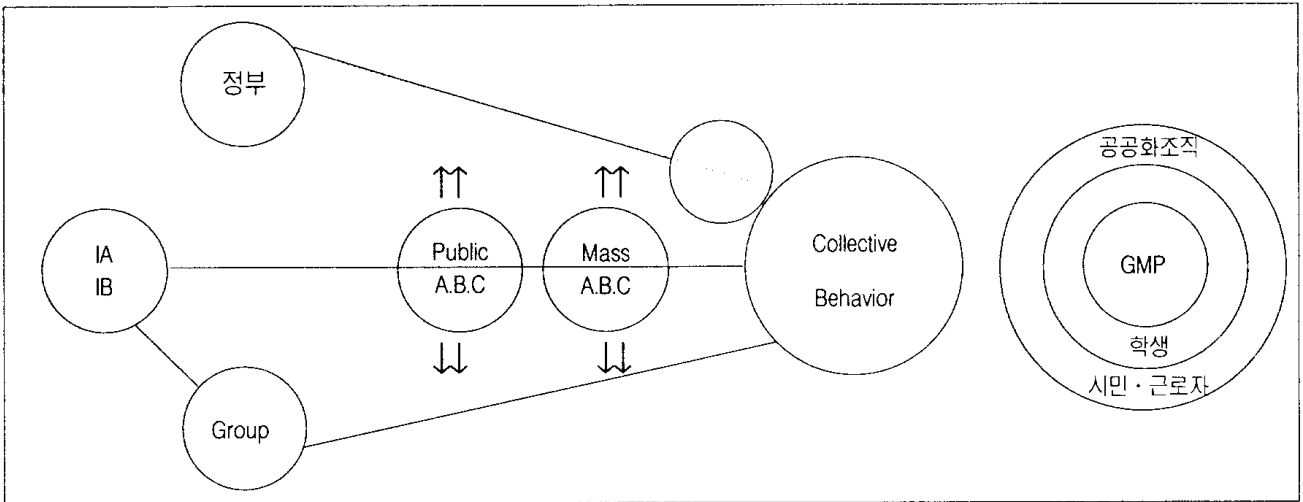 정부
IA
IB
Group
Public
A.B.C
Mass
A.B.C
Collective
Behavior
공공화조직
GMP
학생
시민·근로자